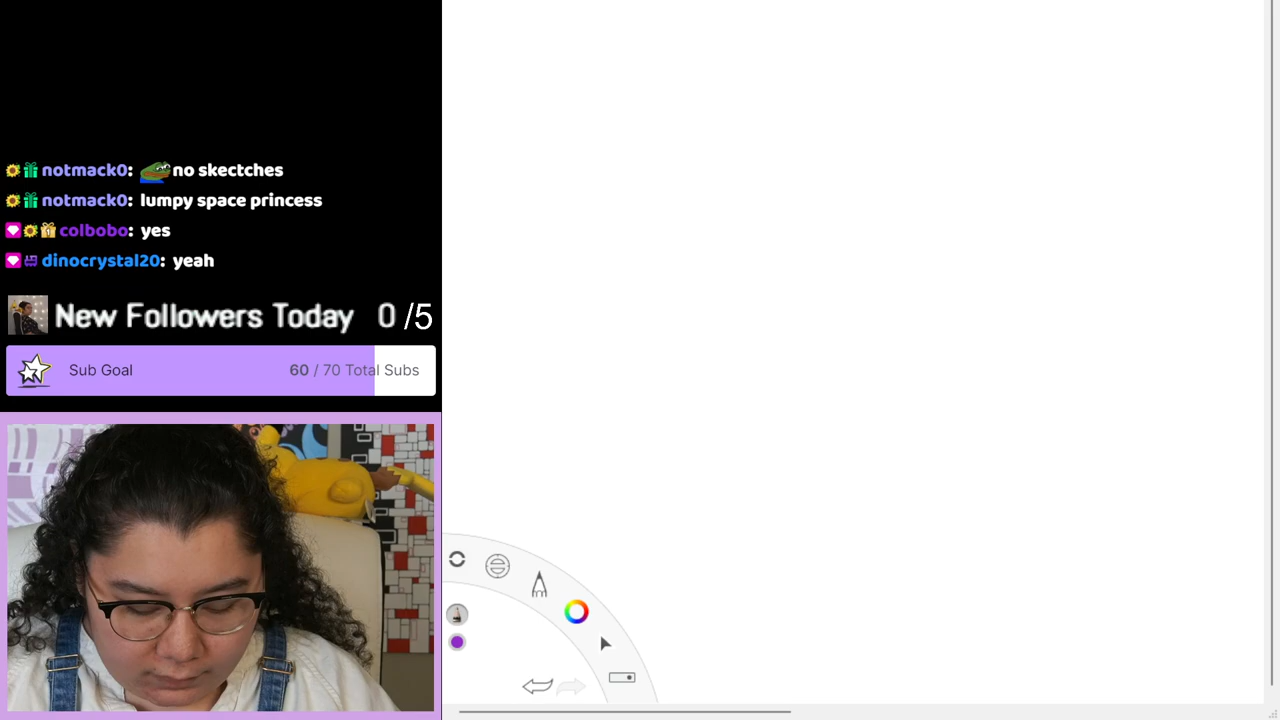 notmack0: no skectches
notmack0: lumpy space princess
colbobo: yes
dinocrystal20: yeah
New Followers Today 0 /5
Sub Goal 60 / 70 Total Subs